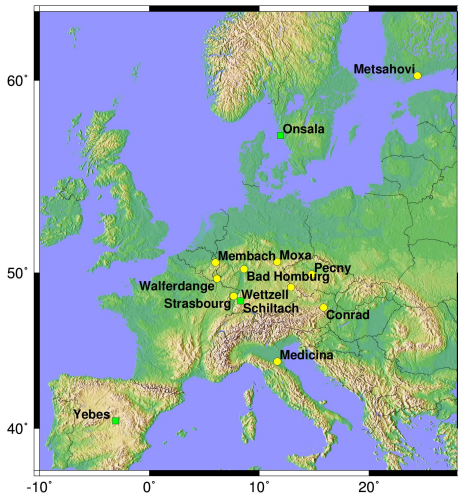 60°
Metsahovi
Onsala
Membach
Moxa
Pecny
50°
Bad Homburg
Walferdange
Wettzell
Strasbourg
Schiltach
Conrad
Medicina
Yebes
40°
-10°
0°
10°
20°